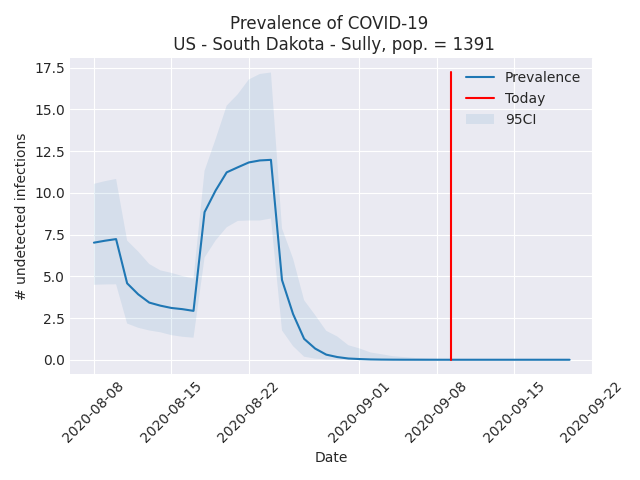 Prevalence of COVID-19
US - South Dakota - Sully, pop. = 1391
17.5
15.0
12.5
10.0
7.5
5.0
2.5
0.0
# undetected infections
Prevalence
Today
95CI
2020-08-08
2020-08-15
2020-08-22
2020-09-01
2020-09-08
2020-09-15
2020-09-22
Date